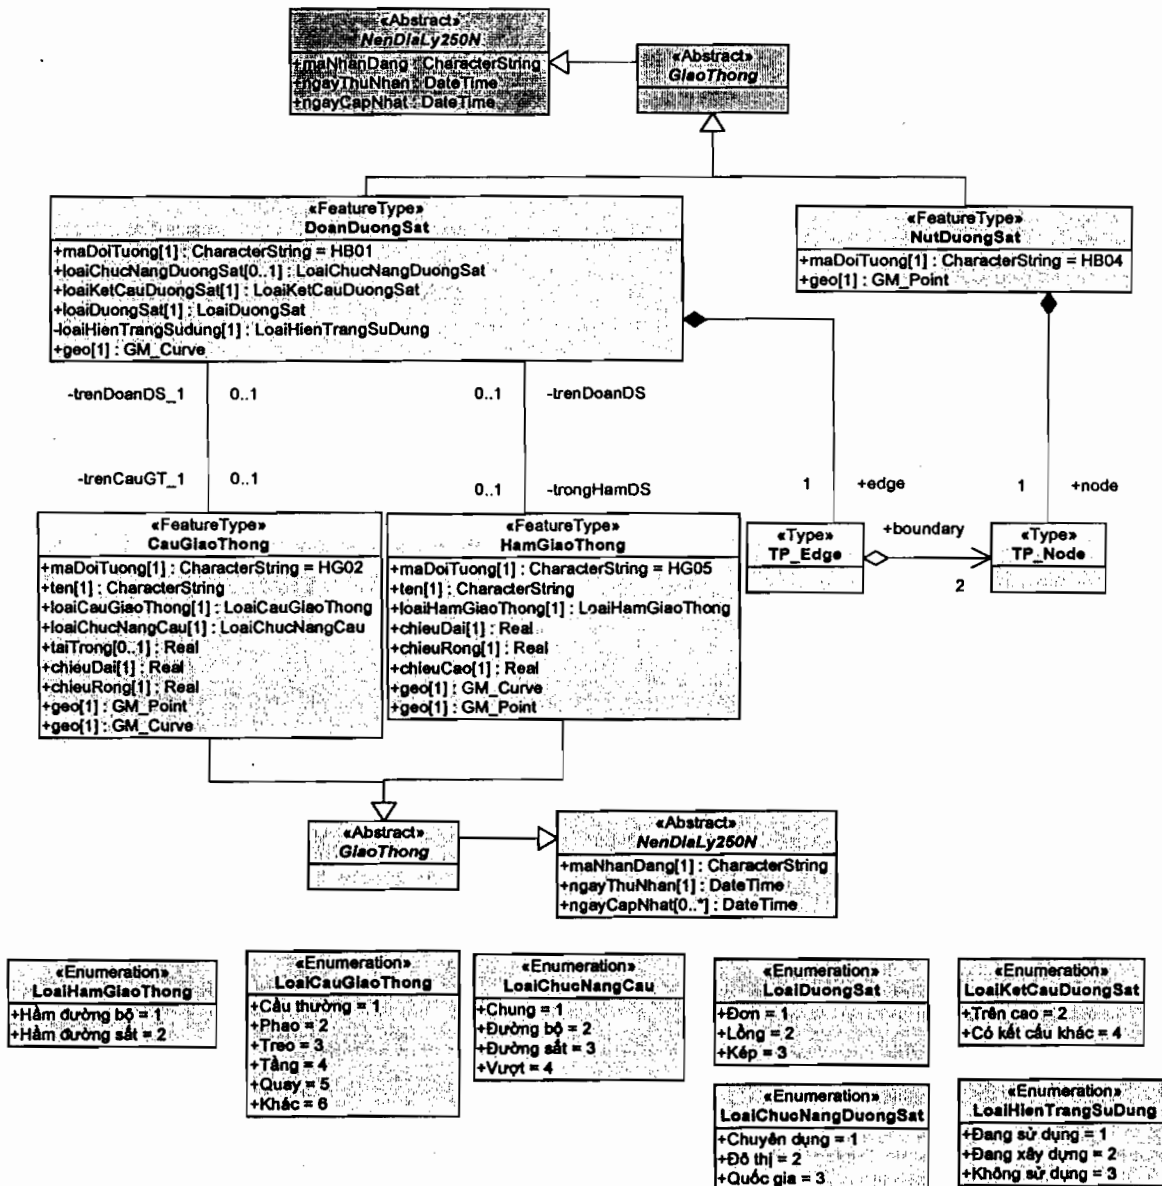 «Abstract»
NenDiaLy250N
+maNhanDang : CharacterString
+ngayThuNhan : DateTime
+ngayCapNhat : DateTime
«Abstract»
GiaoThong
«FeatureType»
DoanDuongSat
+maDoiTuong[1] : CharacterString = HB01
+loaiChucNangDuongSat[0..1] : LoaiChucNangDuongSat
+loaiKetCauDuongSat[1] : LoaiKetCauDuongSat
+loaiDuongSat[1] : LoaiDuongSat
-loaiHienTrangSudung[1] : LoaiHienTrangSuDung
+geo[1] : GM_Curve
«FeatureType»
NutDuongSat
+maDoiTuong[1] : CharacterString = HB04
+geo[1] : GM_Point
-trenDoanDS_1
0..1
0..1
-trenDoanDS
-trenCauGT_1
0..1
0..1
-trongHamDS
1
+edge
1
+node
«FeatureType»
CauGiaoThong
+maDoiTuong[1] : CharacterString = HG02
+ten[1] : CharacterString
+loaiCauGiaoThong[1] : LoaiCauGiaoThong
+loaiChucNangCau[1] : LoaiChucNangCau
+taiTrong[0..1] : Real
+chieuDai[1] : Real
+chieuRong[1] : Real
+geo[1] : GM_Point
+geo[1] : GM_Curve
«FeatureType»
HamGiaoThong
+maDoiTuong[1] : CharacterString = HG05
+ten[1] : CharacterString
+loaiHamGiaoThong[1] : LoaiHamGiaoThong
+chieuDai[1] : Real
+chieuRong[1] : Real
+chieuCao[1] : Real
+geo[1] : GM_Curve
+geo[1] : GM_Point
«Type»
TP_Edge
+boundary
2
«Type»
TP_Node
«Abstract»
GiaoThong
«Abstract»
NenDiaLy250N
+maNhanDang[1] : CharacterString
+ngayThuNhan[1] : DateTime
+ngayCapNhat[0..*] : DateTime
«Enumeration»
LoaiHamGiaoThong
+Hầm đường bộ = 1
+Hầm đường sắt = 2
«Enumeration»
LoaiCauGiaoThong
+Cầu thường = 1
+Phao = 2
+Treo = 3
+Tầng = 4
+Quay = 5
+Khác = 6
«Enumeration»
LoaiChucNangCau
+Chung = 1
+Đường bộ = 2
+Đường sắt = 3
+Vượt = 4
«Enumeration»
LoaiDuongSat
+Đơn = 1
+Lồng = 2
+Kép = 3
«Enumeration»
LoaiKetCauDuongSat
+Trên cao = 2
+Có kết cấu khác = 4
«Enumeration»
LoaiChucNangDuongSat
+Chuyên dụng = 1
+Đô thị = 2
+Quốc gia = 3
«Enumeration»
LoaiHienTrangSuDung
+Đang sử dụng = 1
+Đang xây dựng = 2
+Không sử dụng = 3